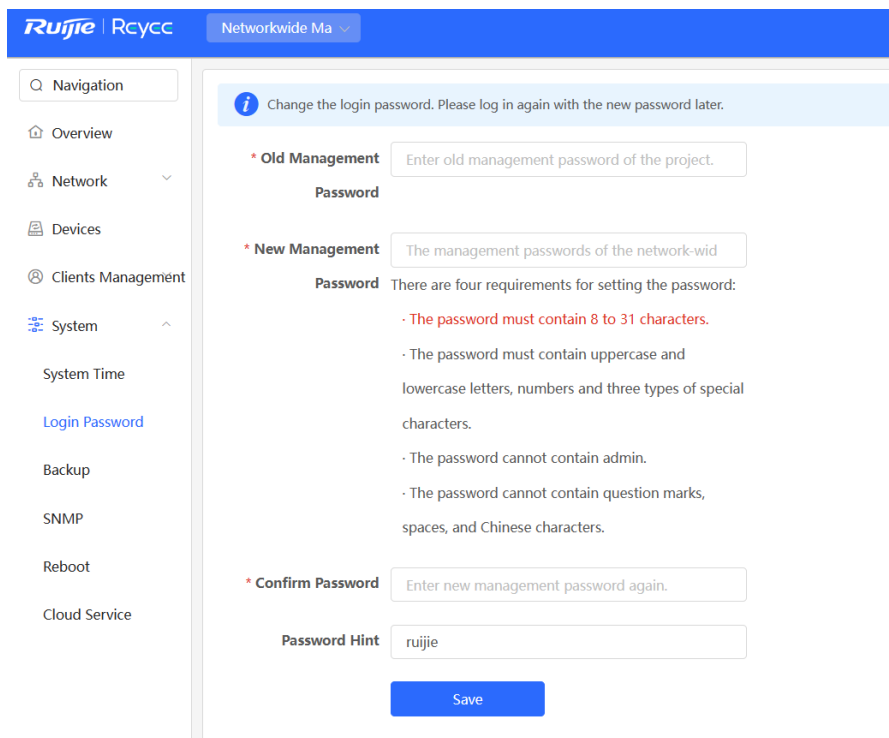 Ruijie | Reyee
Networkwide Ma
Navigation
Overview
Network
Devices
Clients Management
System
System Time
Login Password
Backup
SNMP
Reboot
Cloud Service
i Change the login password. Please log in again with the new password later.
* Old Management
Password
Enter old management password of the project.
* New Management
Password
The management passwords of the network-wid
There are four requirements for setting the password:
· The password must contain 8 to 31 characters.
· The password must contain uppercase and
lowercase letters, numbers and three types of special
characters.
· The password cannot contain admin.
· The password cannot contain question marks,
spaces, and Chinese characters.
* Confirm Password
Enter new management password again.
Password Hint
ruijie
Save